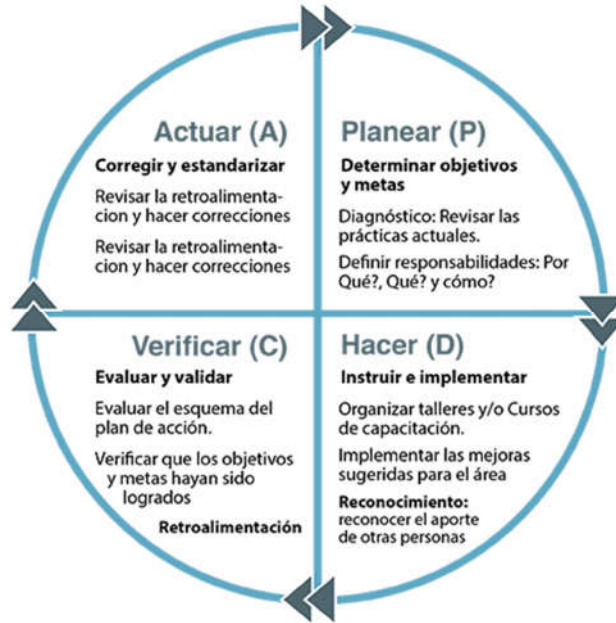 Actuar (A)
Corregir y estandarizar
Revisar la retroalimenta-
cion y hacer correcciones
Revisar la retroalimenta-
cion y hacer correcciones
Planear (P)
Determinar objetivos
y metas
Diagnóstico: Revisar las
prácticas actuales.
Definir responsabilidades: Por
Qué?, Qué? y cómo?
Verificar (C)
Evaluar y validar
Evaluar el esquema del
plan de acción.
Verificar que los objetivos
y metas hayan sido
logrados
Retroalimentación
Hacer (D)
Instruir e implementar
Organizar talleres y/o Cursos
de capacitación.
Implementar las mejoras
sugeridas para el área
Reconocimiento:
reconocer el aporte
de otras personas